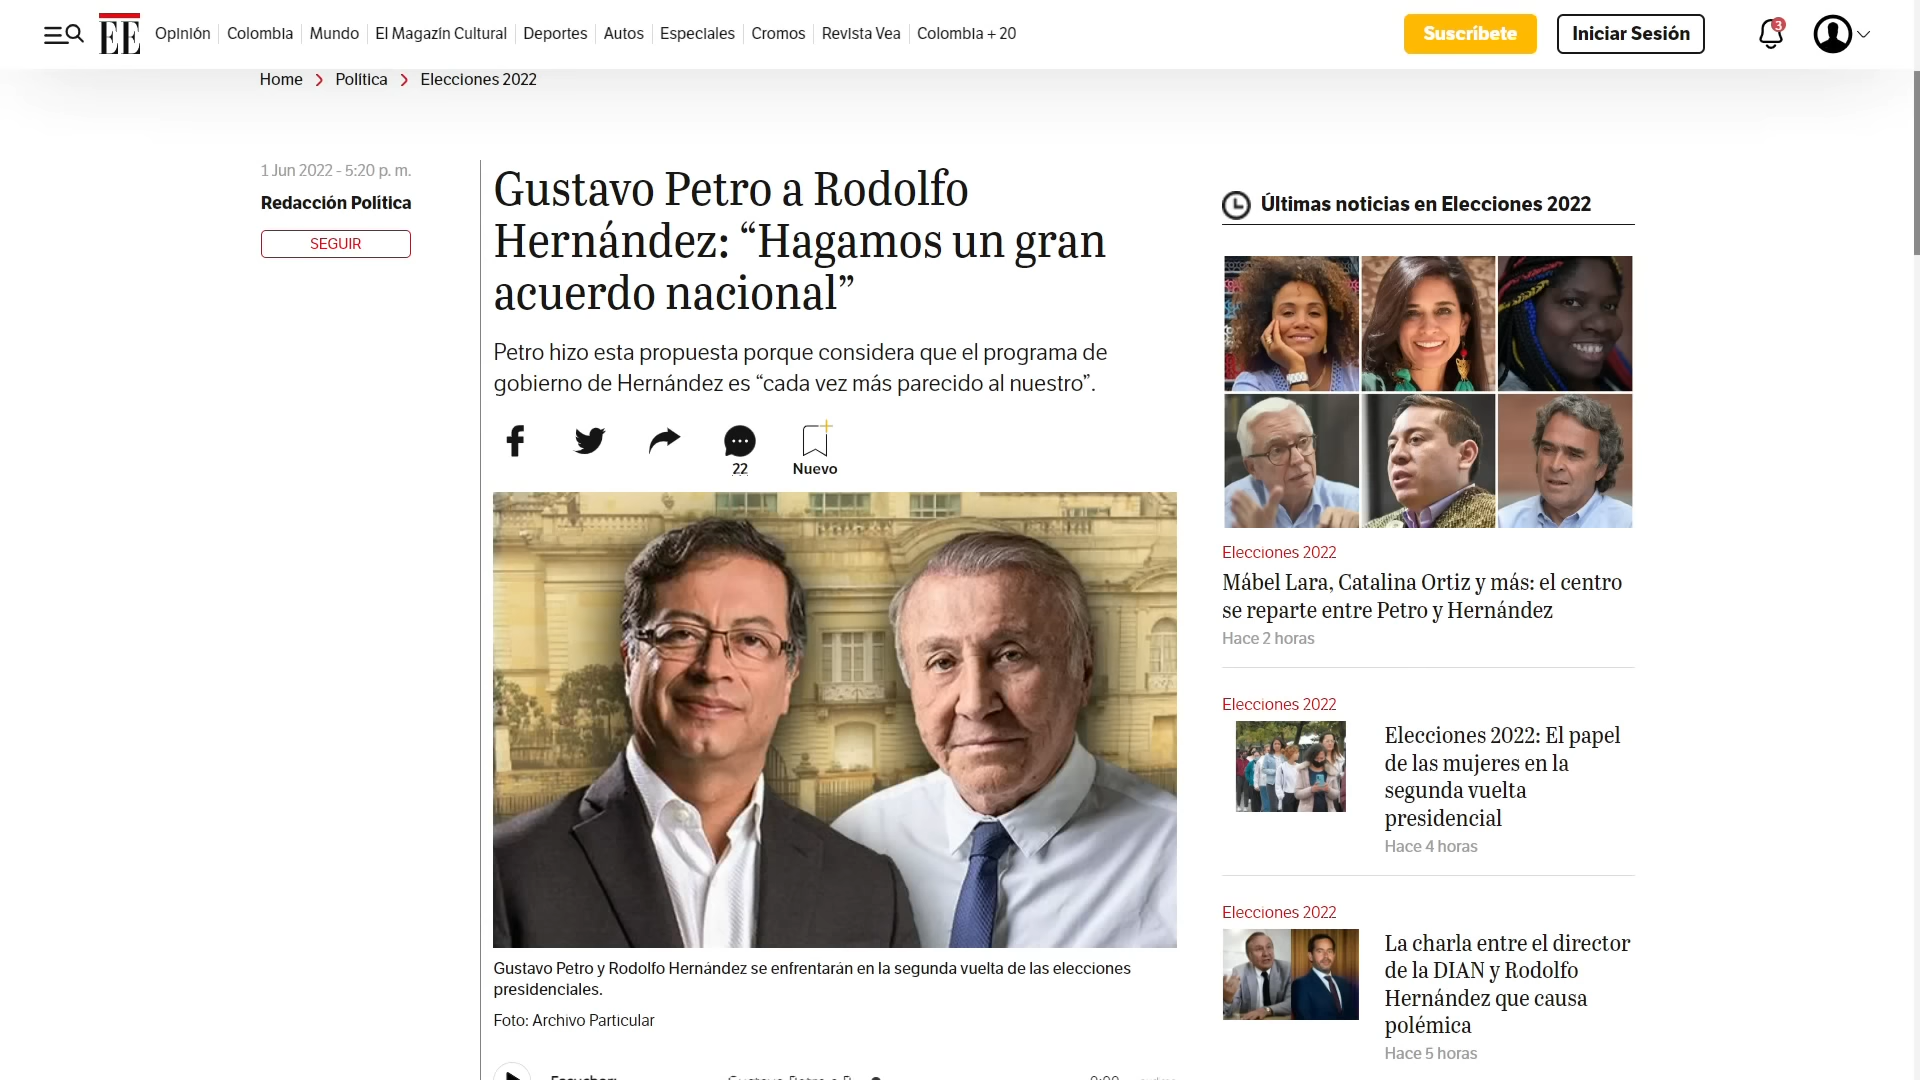 EE
Opinión
Colombia
Mundo
El Magazín Cultural
Deportes
Autos
Especiales
Cromos
Revista Vea
Colombia + 20
Suscríbete
Iniciar Sesión
3
Home
Política
Elecciones 2022
1 Jun 2022 - 5:20 p. m.
Redacción Política
SEGUIR
Gustavo Petro a Rodolfo
Hernández: “Hagamos un gran
acuerdo nacional”
Petro hizo esta propuesta porque considera que el programa de
gobierno de Hernández es “cada vez más parecido al nuestro”.
22
Nuevo
Gustavo Petro y Rodolfo Hernández se enfrentarán en la segunda vuelta de las elecciones
presidenciales.
Foto: Archivo Particular
Últimas noticias en Elecciones 2022
Elecciones 2022
Mábel Lara, Catalina Ortiz y más: el centro
se reparte entre Petro y Hernández
Hace 2 horas
Elecciones 2022
Elecciones 2022: El papel
de las mujeres en la
segunda vuelta
presidencial
Hace 4 horas
Elecciones 2022
La charla entre el director
de la DIAN y Rodolfo
Hernández que causa
polémica
Hace 5 horas